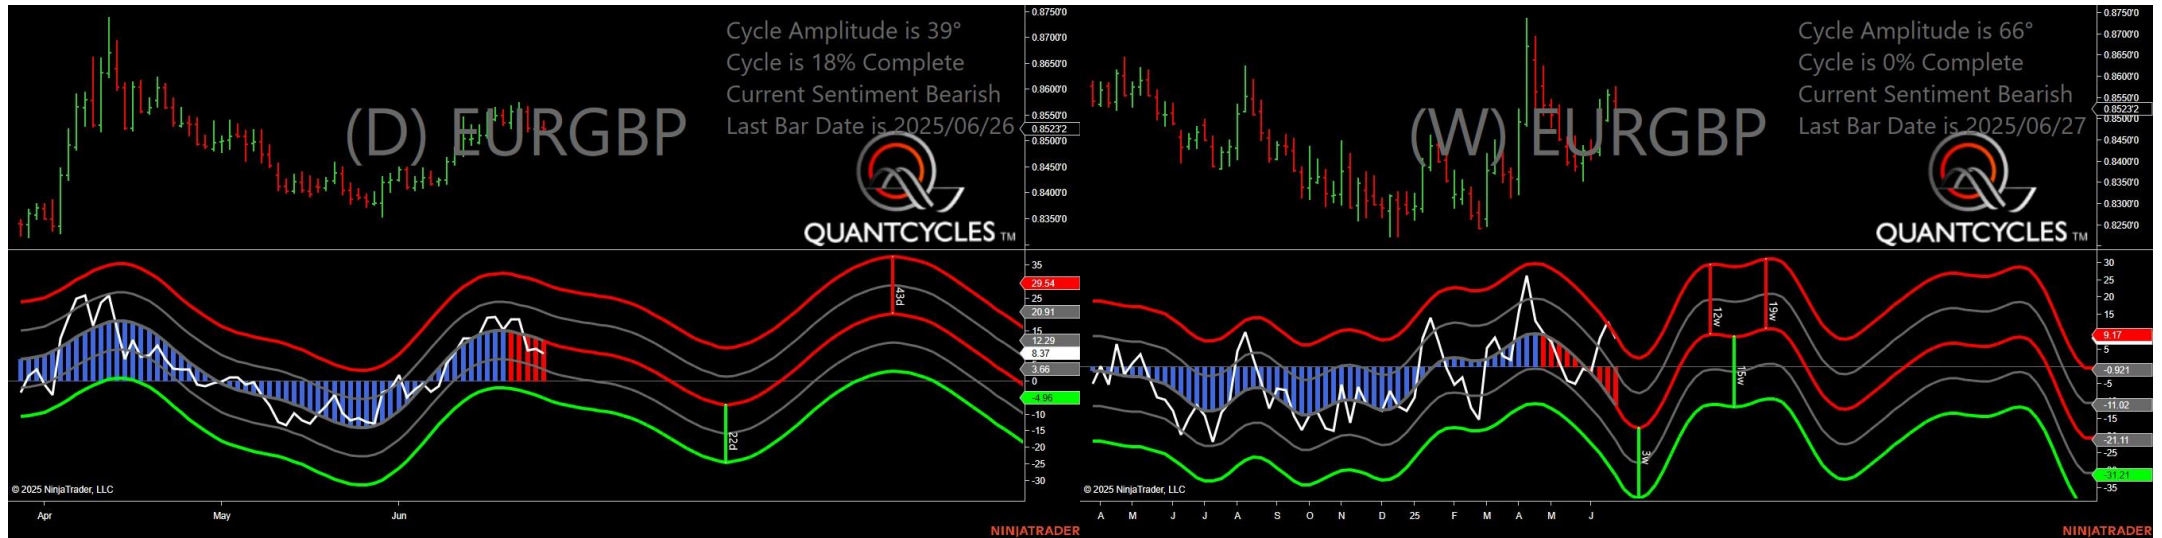 Cycle Amplitude is 39°
Cycle is 18% Complete
Current Sentiment Bearish
Last Bar Date is 2025/06/26
(D) EURGBP
QUANTCYCLES TM
0.8750'0
0.8700'0
0.8650'0
0.8600'0
0.8550'0
0.8523'2
0.8500'0
0.8450'0
0.8400'0
0.8350'0
43d
22d
35
29.54
25
20.91
15
12.29
8.37
3.66
0
-4.96
-10
-15
-20
-25
-30
© 2025 NinjaTrader, LLC
Apr
May
Jun
NINJATRADER
Cycle Amplitude is 66°
Cycle is 0% Complete
Current Sentiment Bearish
Last Bar Date is 2025/06/27
(W) EURGBP
QUANTCYCLES TM
0.8750'0
0.8700'0
0.8650'0
0.8600'0
0.8550'0
0.8523'2
0.8500'0
0.8450'0
0.8400'0
0.8350'0
0.8300'0
0.8250'0
12w
19w
15w
3w
30
25
20
15
9.17
5
-0.921
-5
-11.02
-21.11
-25
-31.21
-35
© 2025 NinjaTrader, LLC
A
M
J
J
A
S
O
N
D
25
F
M
A
M
J
NINJATRADER